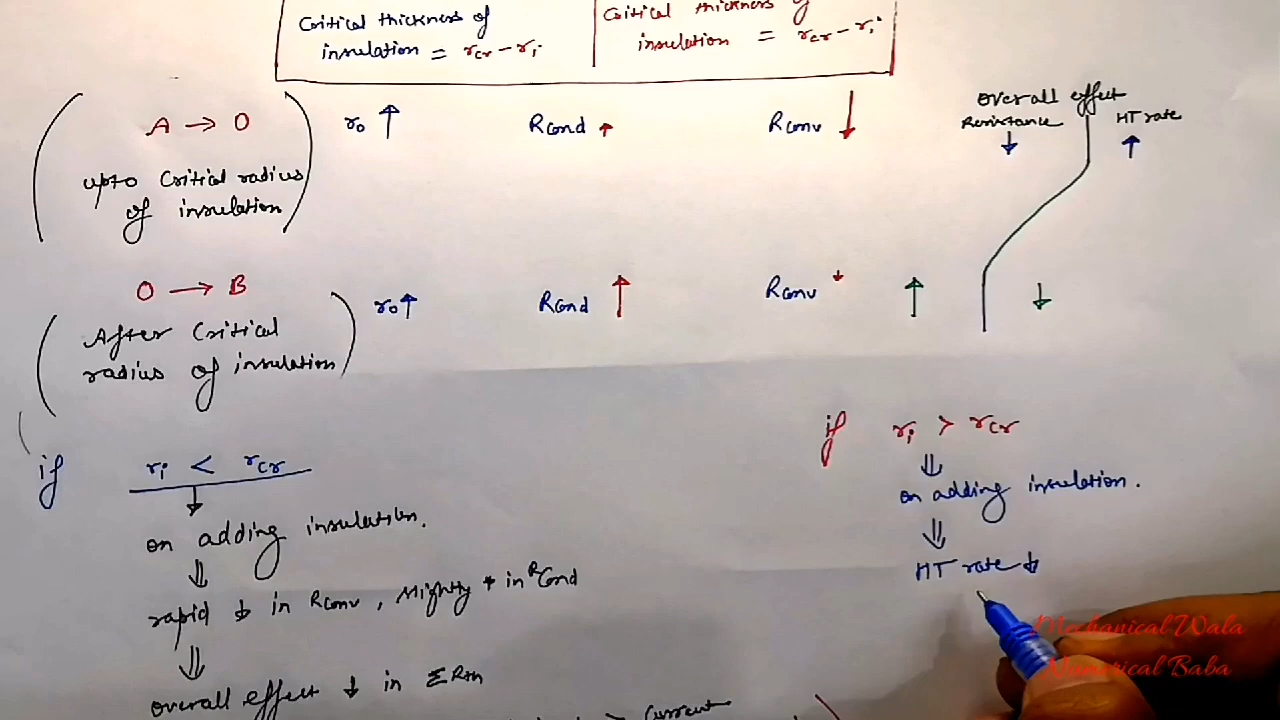 Critical thickness of
insulation = rcr - ri
Critical thickness of
insulation = rcr - ri
A → O
upto Critical radius
of insulation
ro ↑
RCond ↑
RConv ↓
Overall effect
Resistance ↓
HT rate ↑
O → B
After Critical
radius of insulation
ro ↑
RCond ↑
RConv ↓
↑
↓
if ri < rcr
↓
on adding insulation.
⇓
rapid ↓ in RConv, slightly ↑ in RCond
⇓
overall effect ↓ in ΣRth
Current
if ri > rcr
⇓
on adding insulation.
⇓
HT rate ↓
Mechanical Wala
Numerical Baba